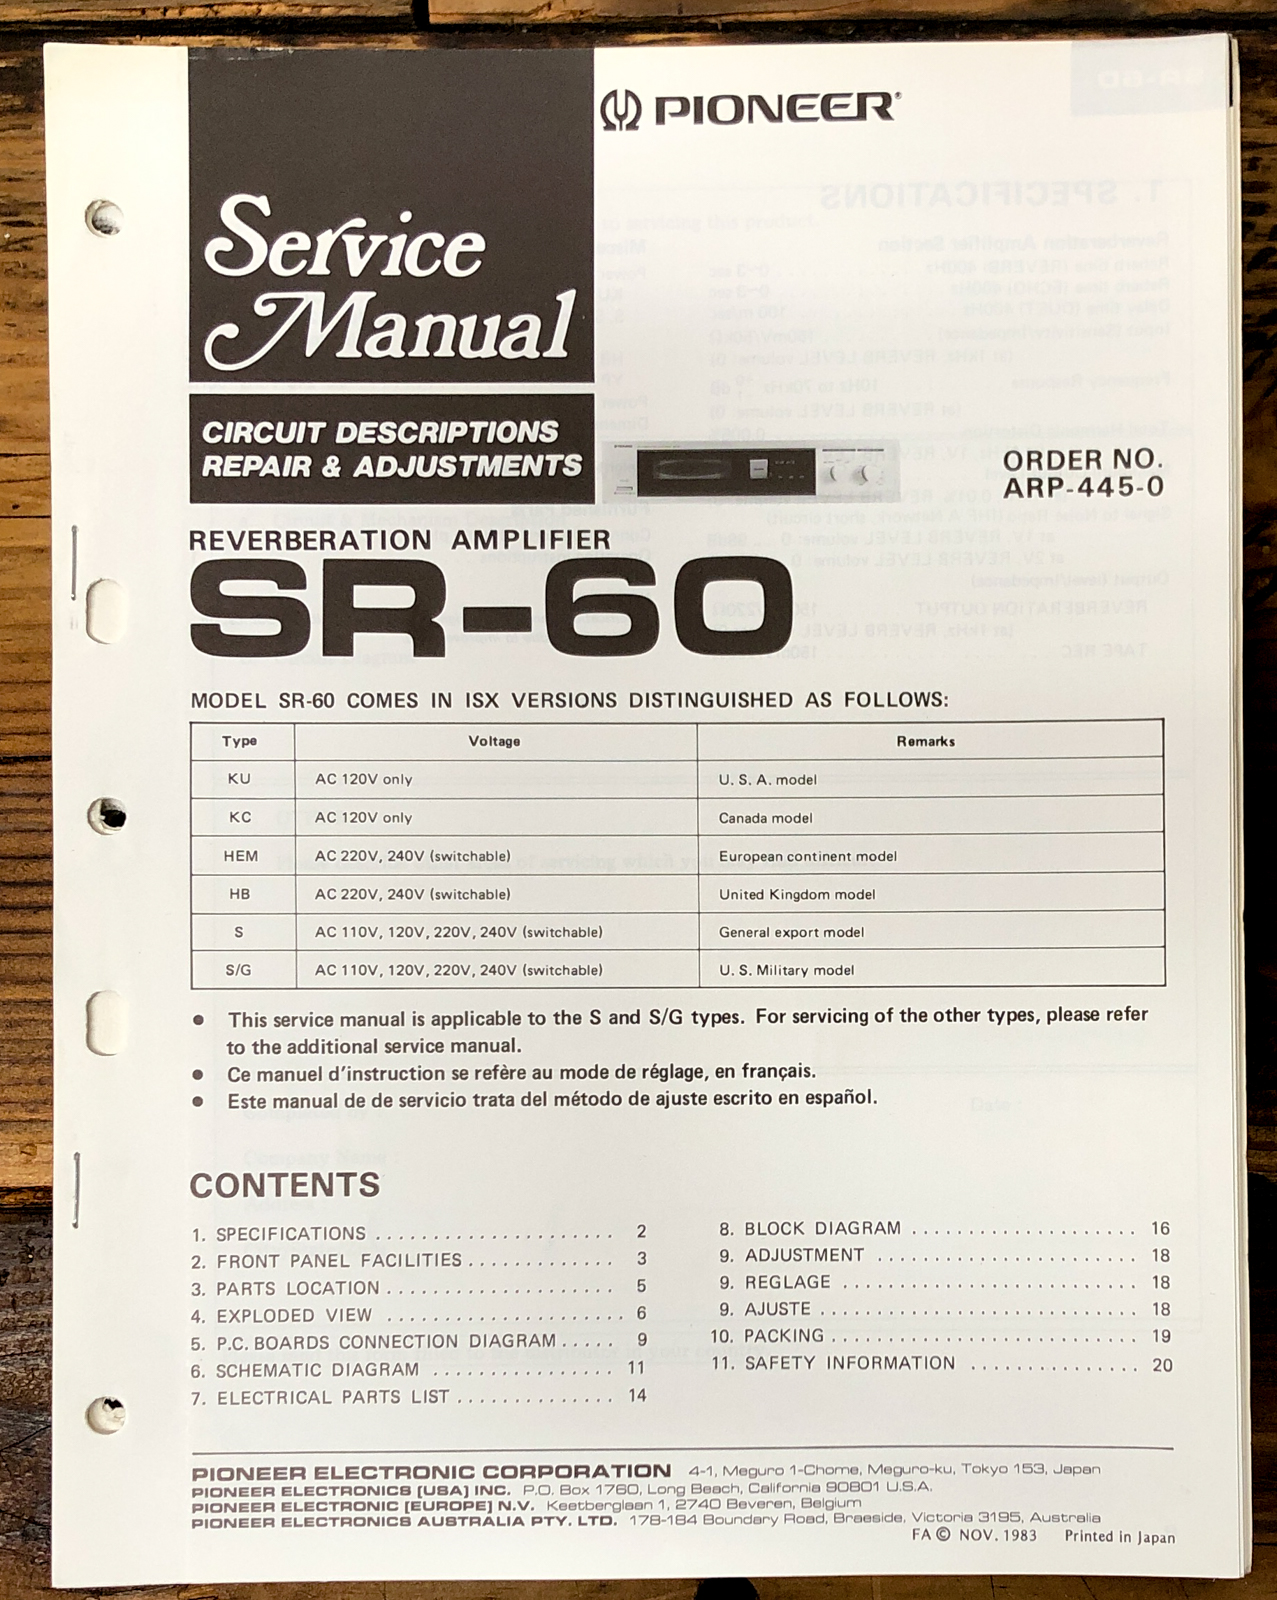 PIONEER®
Service
Manual
CIRCUIT DESCRIPTIONS
REPAIR & ADJUSTMENTS
ORDER NO.
ARP-445-0
REVERBERATION AMPLIFIER
SR-60
MODEL SR-60 COMES IN ISX VERSIONS DISTINGUISHED AS FOLLOWS:
Type Voltage Remarks
KU AC 120V only U. S. A. model
KC AC 120V only Canada model
HEM AC 220V, 240V (switchable) European continent model
HB AC 220V, 240V (switchable) United Kingdom model
S AC 110V, 120V, 220V, 240V (switchable) General export model
S/G AC 110V, 120V, 220V, 240V (switchable) U. S. Military model
● This service manual is applicable to the S and S/G types. For servicing of the other types, please refer
to the additional service manual.
● Ce manuel d'instruction se refère au mode de réglage, en français.
● Este manual de de servicio trata del método de ajuste escrito en español.
CONTENTS
1. SPECIFICATIONS . . . . . . . . . . . . . . . . . . . . . 2
2. FRONT PANEL FACILITIES . . . . . . . . . . . . . 3
3. PARTS LOCATION . . . . . . . . . . . . . . . . . . . . 5
4. EXPLODED VIEW . . . . . . . . . . . . . . . . . . . . . 6
5. P.C. BOARDS CONNECTION DIAGRAM . . . . . 9
6. SCHEMATIC DIAGRAM . . . . . . . . . . . . . . . . 11
7. ELECTRICAL PARTS LIST . . . . . . . . . . . . . . 14
8. BLOCK DIAGRAM . . . . . . . . . . . . . . . . . . . . 16
9. ADJUSTMENT . . . . . . . . . . . . . . . . . . . . . . . 18
9. REGLAGE . . . . . . . . . . . . . . . . . . . . . . . . . . 18
9. AJUSTE . . . . . . . . . . . . . . . . . . . . . . . . . . . . 18
10. PACKING . . . . . . . . . . . . . . . . . . . . . . . . . . . 19
11. SAFETY INFORMATION . . . . . . . . . . . . . . . 20
PIONEER ELECTRONIC CORPORATION 4-1, Meguro 1-Chome, Meguro-ku, Tokyo 153, Japan
PIONEER ELECTRONICS [USA] INC. P.O. Box 1760, Long Beach, California 90801 U.S.A.
PIONEER ELECTRONIC [EUROPE] N.V. Keetberglaan 1, 2740 Beveren, Belgium
PIONEER ELECTRONICS AUSTRALIA PTY. LTD. 178-184 Boundary Road, Braeside, Victoria 3195, Australia
FA © NOV. 1983 Printed in Japan